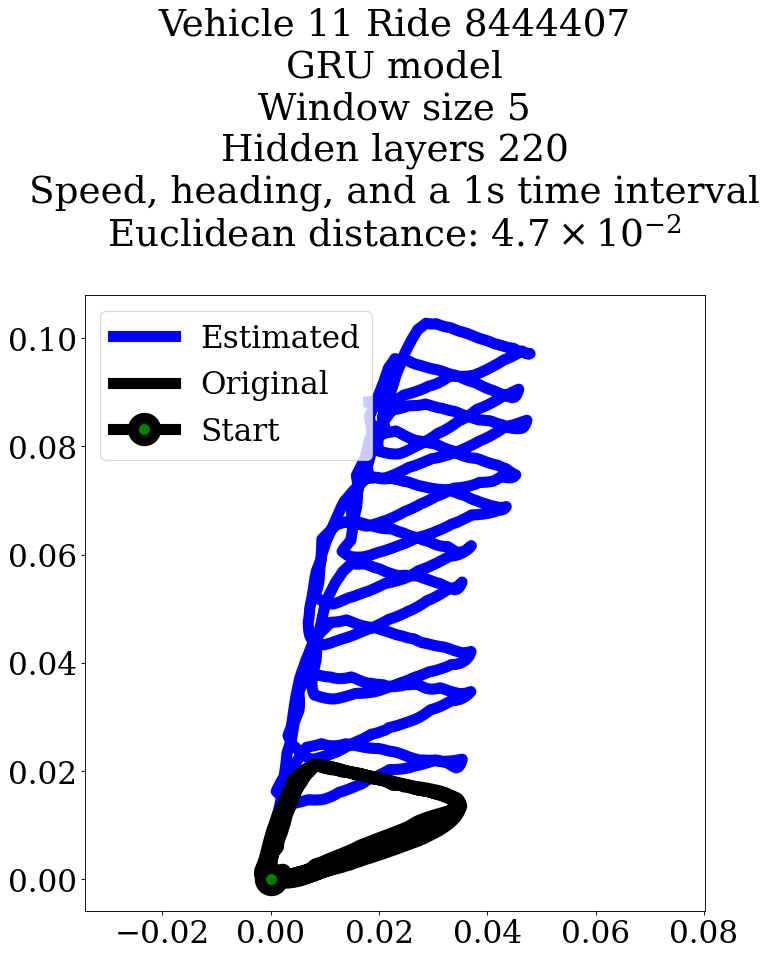 Vehicle 11 Ride 8444407
GRU model
Window size 5
Hidden layers 220
Speed, heading, and a 1s time interval
Euclidean distance: 4.7 × 10⁻²
Estimated
Original
Start
0.10
0.08
0.06
0.04
0.02
0.00
−0.02 0.00 0.02 0.04 0.06 0.08